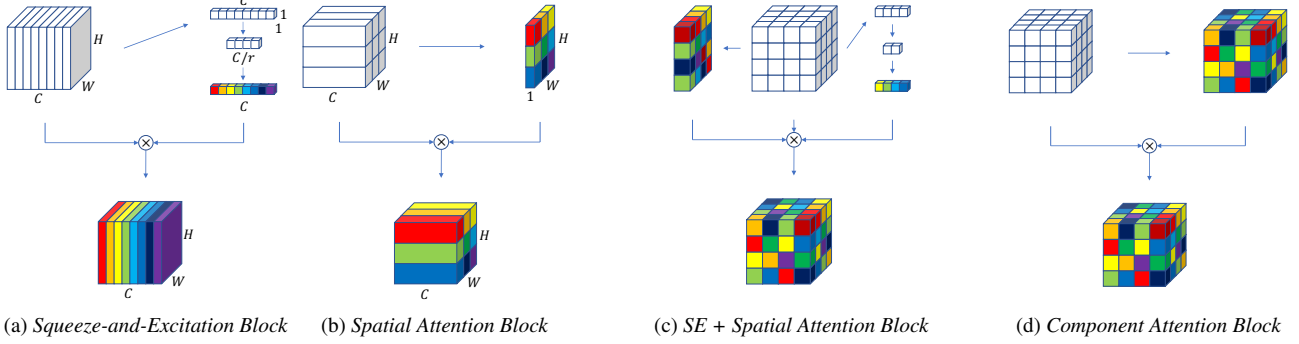 C
1
1
C/r
C
H
W
C
⊗
H
W
C
H
W
C
H
W
1
⊗
H
W
C
⊗
⊗
(a) Squeeze-and-Excitation Block
(b) Spatial Attention Block
(c) SE + Spatial Attention Block
(d) Component Attention Block